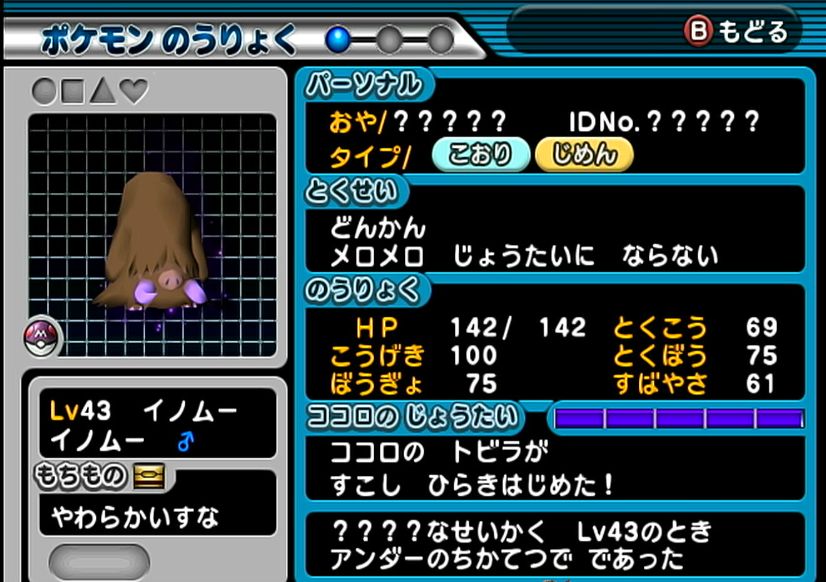 ポケモン のうりょく
Ⓑもどる
パーソナル
おや/????? IDNo.?????
タイプ/ こおり じめん
とくせい
どんかん
メロメロ じょうたいに ならない
のうりょく
HP 142/ 142 とくこう 69
こうげき 100 とくぼう 75
ぼうぎょ 75 すばやさ 61
M
Lv43 イノムー
イノムー ♂
もちもの
やわらかいすな
ココロの じょうたい
ココロの トビラが
すこし ひらきはじめた!
????なせいかく Lv43のとき
アンダーのちかてつで であった